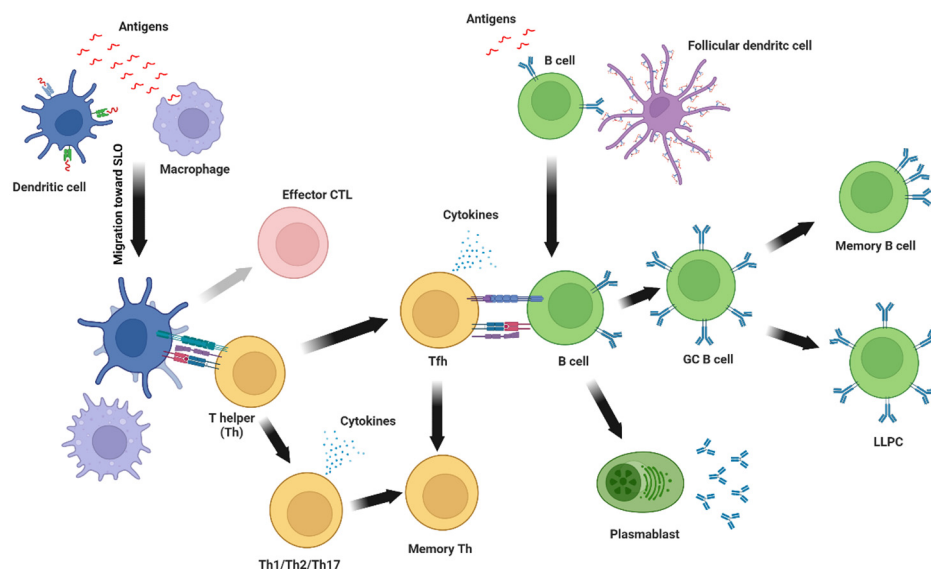 Antigens
Antigens
B cell
Follicular dendritc cell
Macrophage
Dendritic cell
Migration toward SLO
Effector CTL
Cytokines
Memory B cell
Tfh
B cell
GC B cell
T helper
(Th)
Cytokines
LLPC
Th1/Th2/Th17
Memory Th
Plasmablast